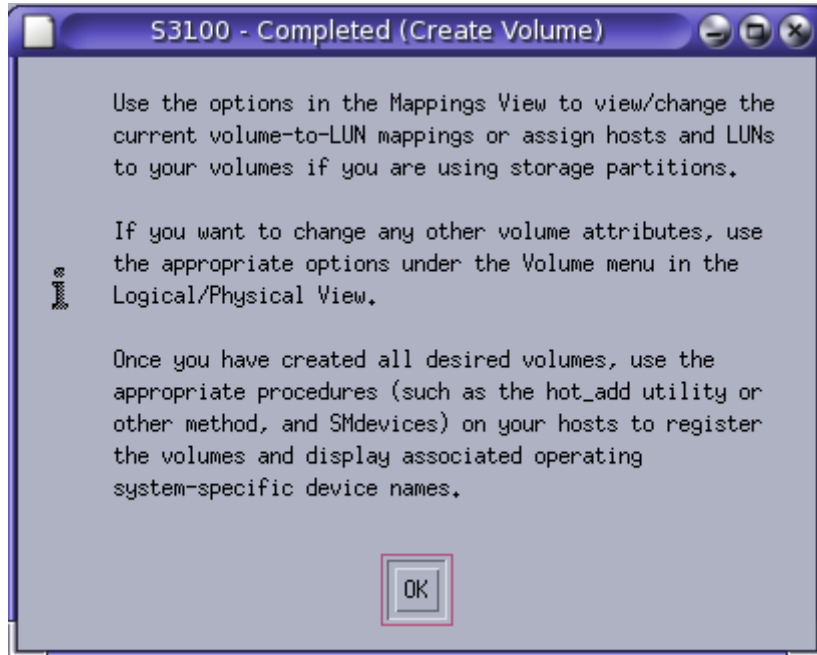 S3100 - Completed (Create Volume)
Use the options in the Mappings View to view/change the
current volume-to-LUN mappings or assign hosts and LUNs
to your volumes if you are using storage partitions.
If you want to change any other volume attributes, use
the appropriate options under the Volume menu in the
Logical/Physical View.
Once you have created all desired volumes, use the
appropriate procedures (such as the hot_add utility or
other method, and SMdevices) on your hosts to register
the volumes and display associated operating
system-specific device names.
OK